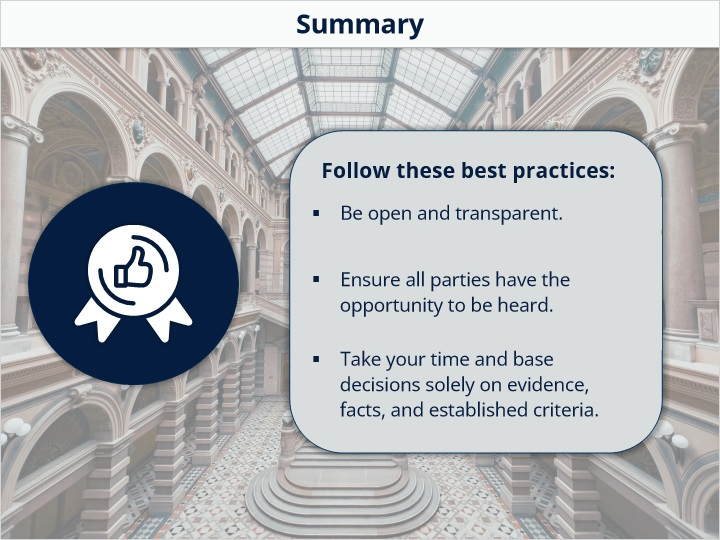 Summary
Follow these best practices:
▪ Be open and transparent.
▪ Ensure all parties have the
opportunity to be heard.
▪ Take your time and base
decisions solely on evidence,
facts, and established criteria.